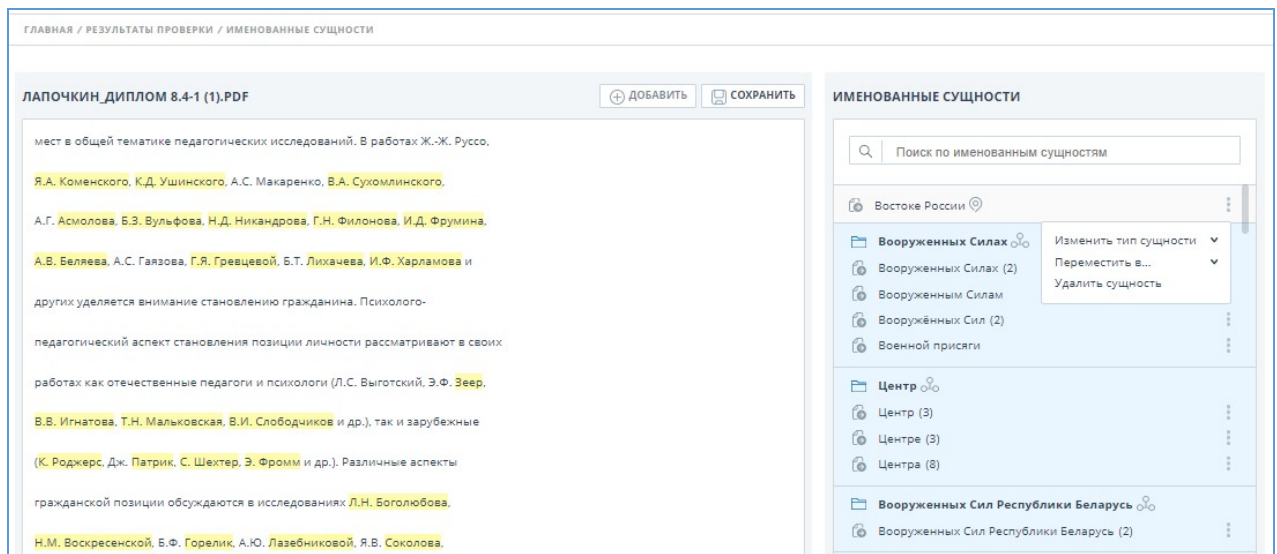 ГЛАВНАЯ / РЕЗУЛЬТАТЫ ПРОВЕРКИ / ИМЕНОВАННЫЕ СУЩНОСТИ
ЛАПОЧКИН_ДИПЛОМ 8.4-1 (1).PDF
ДОБАВИТЬ
СОХРАНИТЬ
мест в общей тематике педагогических исследований. В работах Ж.-Ж. Руссо,
Я.А. Коменского, К.Д. Ушинского, А.С. Макаренко, В.А. Сухомлинского,
А.Г. Асмолова, Б.З. Вульфова, Н.Д. Никандрова, Г.Н. Филонова, И.Д. Фрумина,
А.В. Беляева, А.С. Гаязова, Г.Я. Гревцевой, Б.Т. Лихачева, И.Ф. Харламова и
других уделяется внимание становлению гражданина. Психолого-
педагогический аспект становления позиции личности рассматривают в своих
работах как отечественные педагоги и психологи (Л.С. Выготский, Э.Ф. Зеер,
В.В. Игнатова, Т.Н. Мальковская, В.И. Слободчиков и др.), так и зарубежные
(К. Роджерс, Дж. Патрик, С. Шехтер, Э. Фромм и др.). Различные аспекты
гражданской позиции обсуждаются в исследованиях Л.Н. Боголюбова,
Н.М. Воскресенской, Б.Ф. Горелик, А.Ю. Лазебниковой, Я.В. Соколова,
ИМЕНОВАННЫЕ СУЩНОСТИ
Поиск по именованным сущностям
Востоке России
Вооруженных Силах
Вооруженных Силах (2)
Вооруженным Силам
Вооружённых Сил (2)
Военной присяги
Изменить тип сущности
Переместить в...
Удалить сущность
Центр
Центр (3)
Центре (3)
Центра (8)
Вооруженных Сил Республики Беларусь
Вооруженных Сил Республики Беларусь (2)